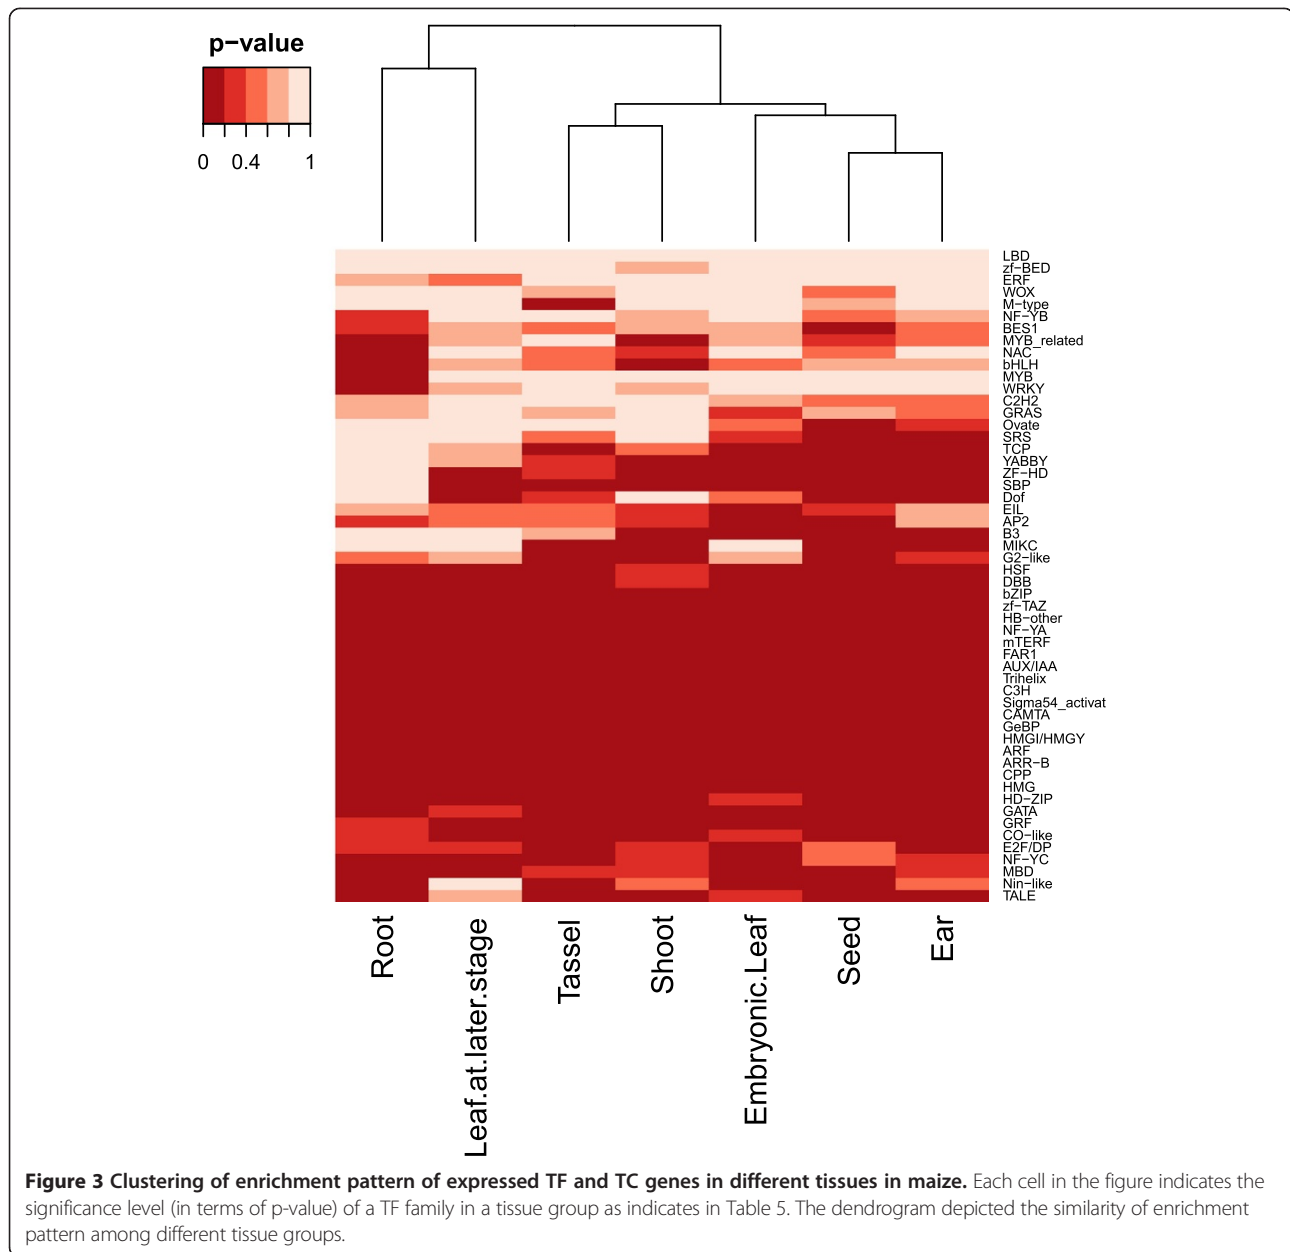 p−value
0 0.4 1
LBD
zf−BED
ERF
WOX
M−type
NF−YB
BES1
MYB_related
NAC
bHLH
MYB
WRKY
C2H2
GRAS
Ovate
SRS
TCP
YABBY
ZF−HD
SBP
Dof
EIL
AP2
B3
MIKC
G2−like
HSF
DBB
bZIP
zf−TAZ
HB−other
NF−YA
mTERF
FAR1
AUX/IAA
Trihelix
C3H
Sigma54_activat
CAMTA
GeBP
HMGI/HMGY
ARF
ARR−B
CPP
HMG
HD−ZIP
GATA
GRF
CO−like
E2F/DP
NF−YC
MBD
Nin−like
TALE
Root
Leaf.at.later.stage
Tassel
Shoot
Embryonic.Leaf
Seed
Ear
Figure 3 Clustering of enrichment pattern of expressed TF and TC genes in different tissues in maize. Each cell in the figure indicates the
significance level (in terms of p-value) of a TF family in a tissue group as indicates in Table 5. The dendrogram depicted the similarity of enrichment
pattern among different tissue groups.